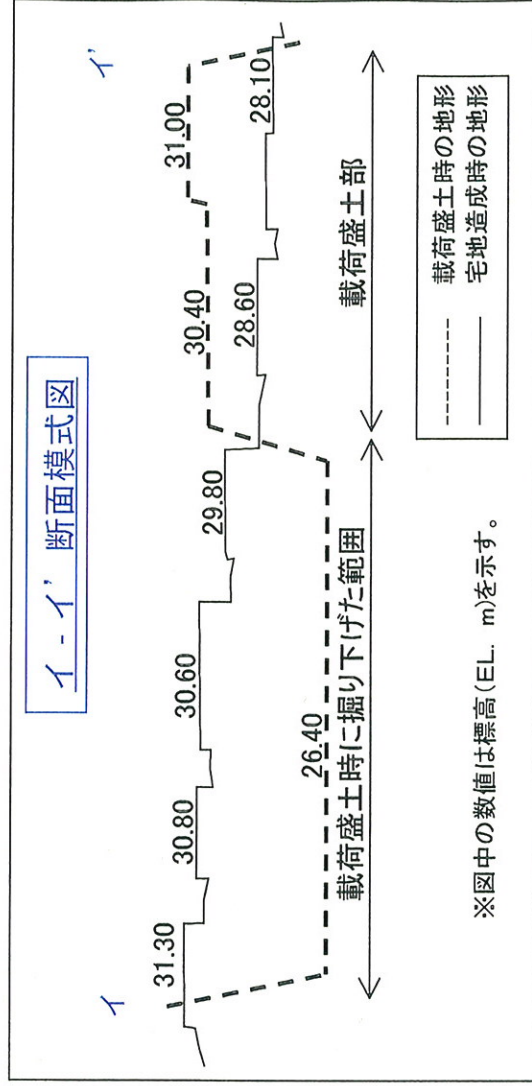 イ - イ’ 断面模式図
イ
イ’
31.30
30.80
30.60
29.80
30.40
31.00
28.60
28.10
26.40
載荷盛土時に掘り下げた範囲
載荷盛土部
載荷盛土時の地形
宅地造成時の地形
※図中の数値は標高(EL. m)を示す。